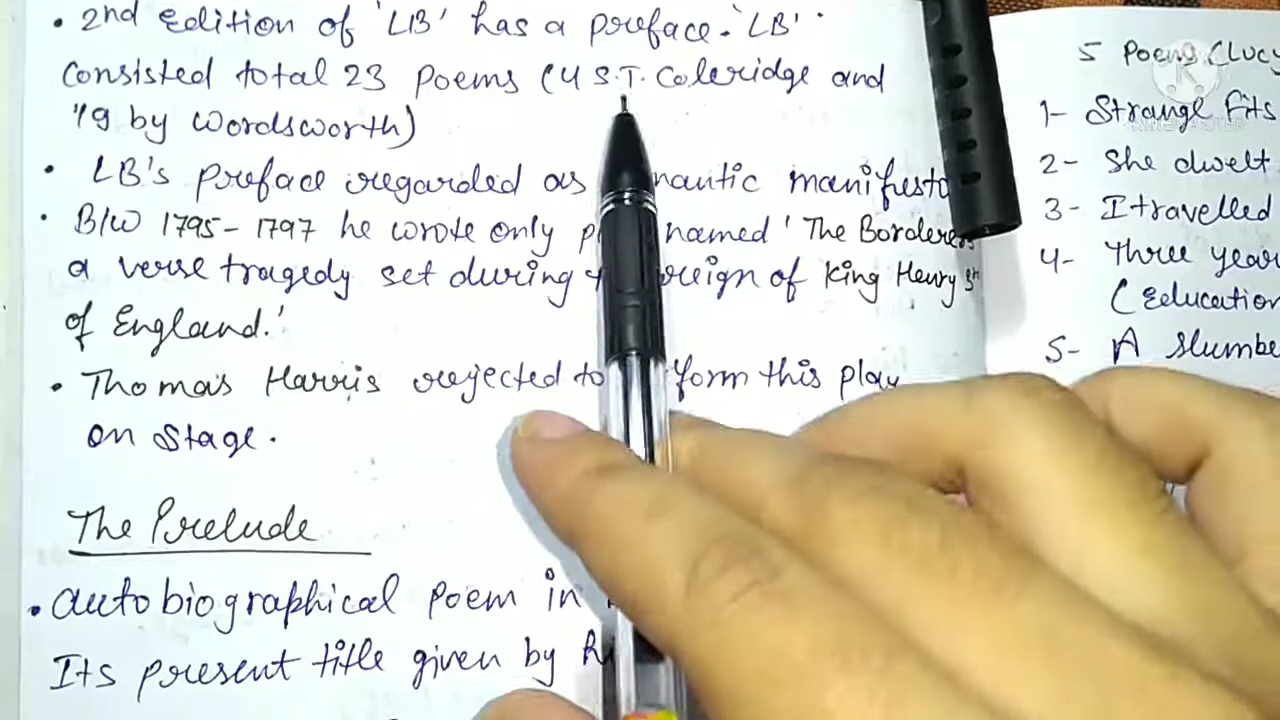 • 2nd Edition of 'LB' has a preface. 'LB'
consisted total 23 Poems (4 S.T. Coleridge and
19 by Wordsworth)
• LB's preface regarded as manifesto
• B/W 1795-1797 he wrote only named 'The Borderers
a verse tragedy set during reign of King Henry
of England.'
• Thomas Harris rejected to this play
on stage.
The Prelude
• autobiographical poem in
Its present title given by
5 Poems (Lucy
1- Strange fits
2- She dwelt
3- I travelled
4- Three year
(Education
5- A slumbe